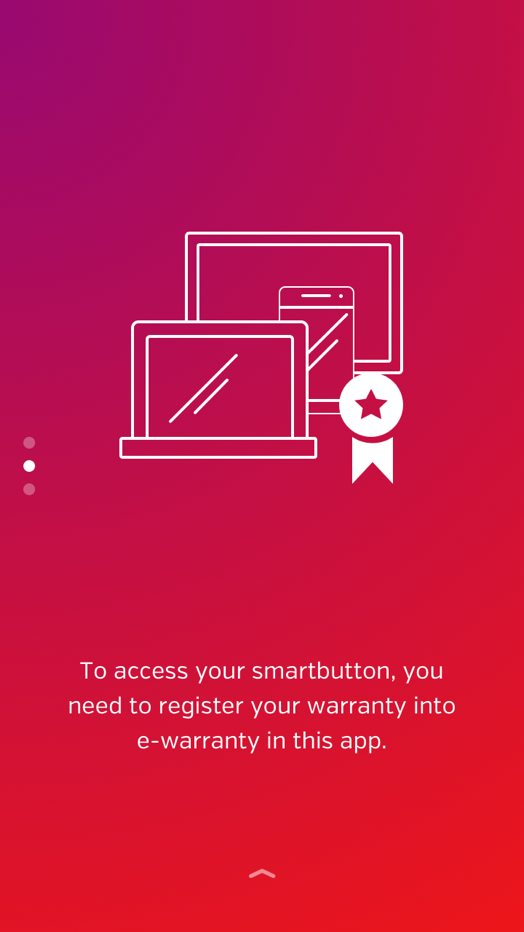 To access your smartbutton, you
need to register your warranty into
e-warranty in this app.